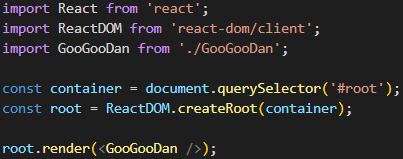 import React from 'react';
import ReactDOM from 'react-dom/client';
import GooGooDan from './GooGooDan';
const container = document.querySelector('#root');
const root = ReactDOM.createRoot(container);
root.render(<GooGooDan />);